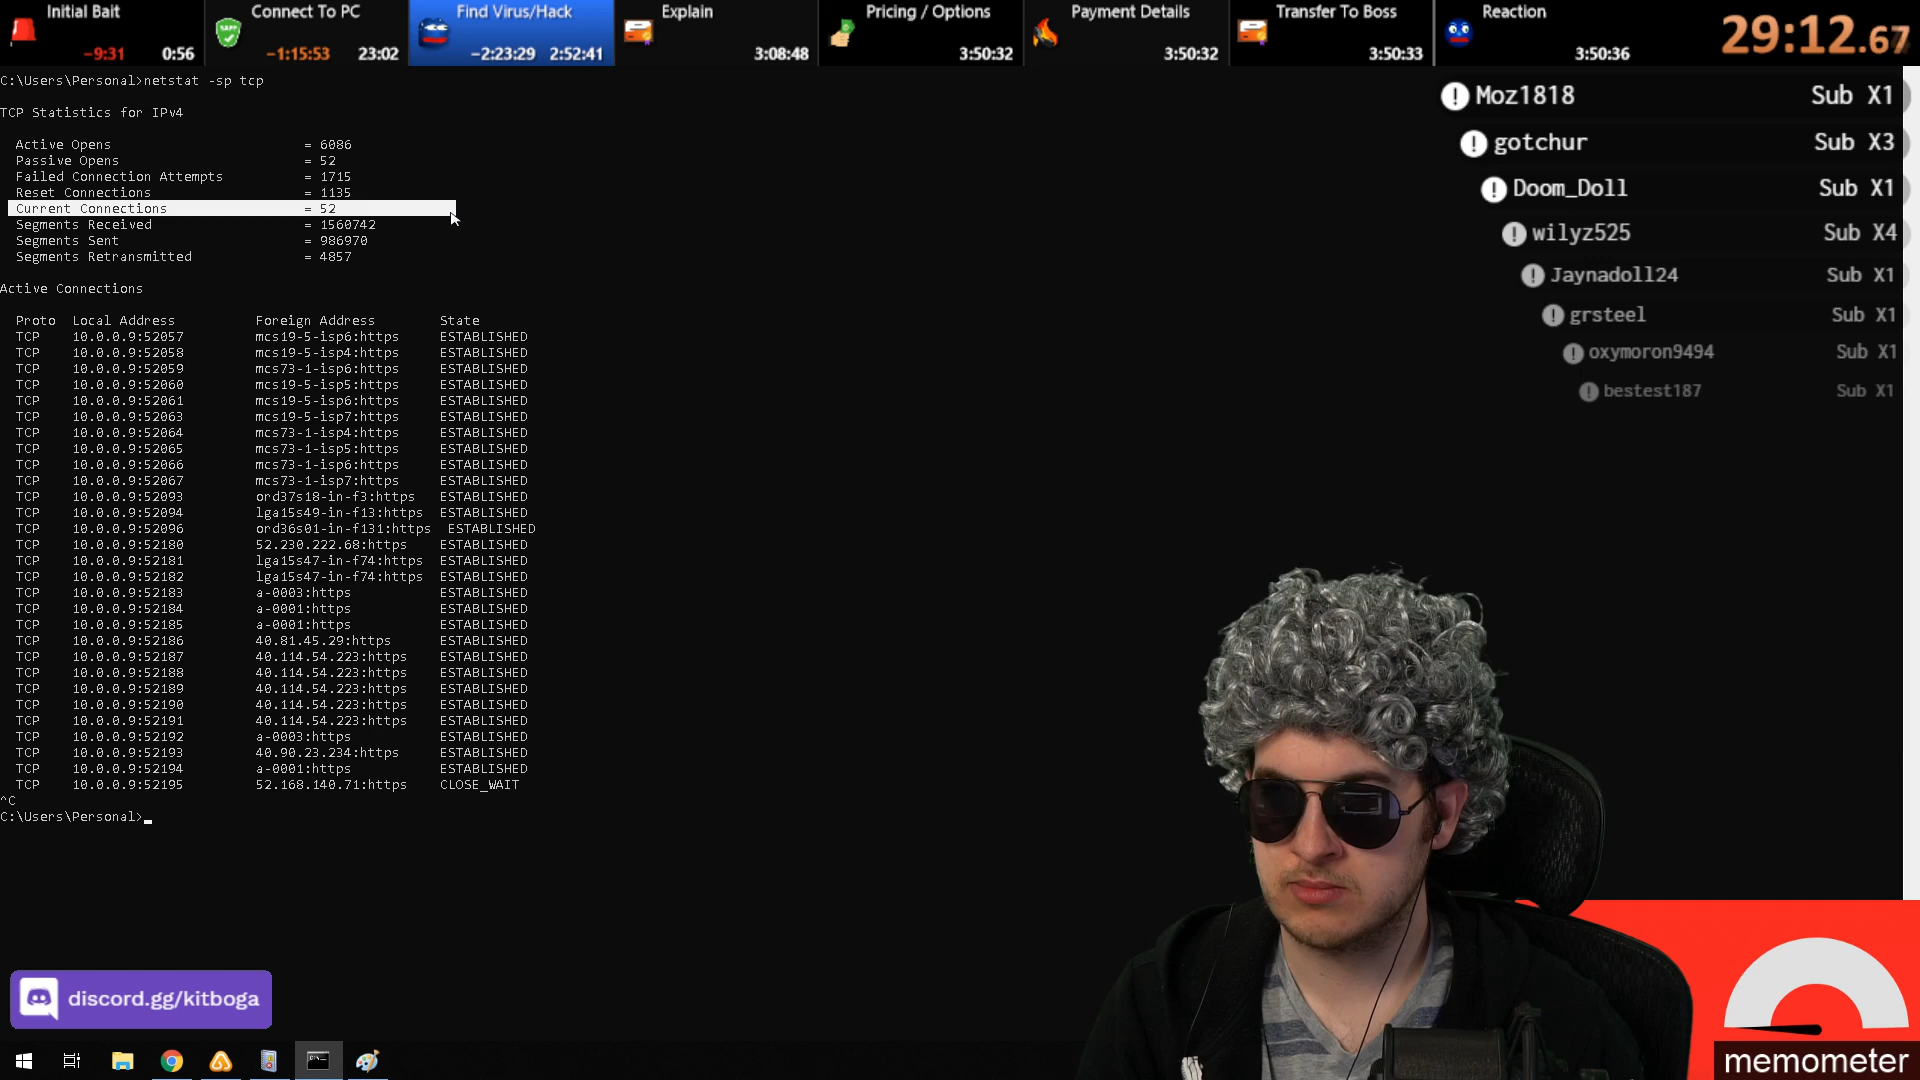 Initial Bait
-9:31 0:56
Connect To PC
-1:15:53 23:02
Find Virus/Hack
-2:23:29 2:52:41
Explain
3:08:48
Pricing / Options
3:50:32
Payment Details
3:50:32
Transfer To Boss
3:50:33
Reaction
3:50:36
29:12.67
C:\Users\Personal>netstat -sp tcp
TCP Statistics for IPv4
Active Opens = 6086
Passive Opens = 52
Failed Connection Attempts = 1715
Reset Connections = 1135
Current Connections = 52
Segments Received = 1560742
Segments Sent = 986970
Segments Retransmitted = 4857
Active Connections
Proto Local Address Foreign Address State
TCP 10.0.0.9:52057 mcs19-5-isp6:https ESTABLISHED
TCP 10.0.0.9:52058 mcs19-5-isp4:https ESTABLISHED
TCP 10.0.0.9:52059 mcs73-1-isp6:https ESTABLISHED
TCP 10.0.0.9:52060 mcs19-5-isp5:https ESTABLISHED
TCP 10.0.0.9:52061 mcs19-5-isp6:https ESTABLISHED
TCP 10.0.0.9:52063 mcs19-5-isp7:https ESTABLISHED
TCP 10.0.0.9:52064 mcs73-1-isp4:https ESTABLISHED
TCP 10.0.0.9:52065 mcs73-1-isp5:https ESTABLISHED
TCP 10.0.0.9:52066 mcs73-1-isp6:https ESTABLISHED
TCP 10.0.0.9:52067 mcs73-1-isp7:https ESTABLISHED
TCP 10.0.0.9:52093 ord37s18-in-f3:https ESTABLISHED
TCP 10.0.0.9:52094 lga15s49-in-f13:https ESTABLISHED
TCP 10.0.0.9:52096 ord36s01-in-f131:https ESTABLISHED
TCP 10.0.0.9:52180 52.230.222.68:https ESTABLISHED
TCP 10.0.0.9:52181 lga15s47-in-f74:https ESTABLISHED
TCP 10.0.0.9:52182 lga15s47-in-f74:https ESTABLISHED
TCP 10.0.0.9:52183 a-0003:https ESTABLISHED
TCP 10.0.0.9:52184 a-0001:https ESTABLISHED
TCP 10.0.0.9:52185 a-0001:https ESTABLISHED
TCP 10.0.0.9:52186 40.81.45.29:https ESTABLISHED
TCP 10.0.0.9:52187 40.114.54.223:https ESTABLISHED
TCP 10.0.0.9:52188 40.114.54.223:https ESTABLISHED
TCP 10.0.0.9:52189 40.114.54.223:https ESTABLISHED
TCP 10.0.0.9:52190 40.114.54.223:https ESTABLISHED
TCP 10.0.0.9:52191 40.114.54.223:https ESTABLISHED
TCP 10.0.0.9:52192 a-0003:https ESTABLISHED
TCP 10.0.0.9:52193 40.90.23.234:https ESTABLISHED
TCP 10.0.0.9:52194 a-0001:https ESTABLISHED
TCP 10.0.0.9:52195 52.168.140.71:https CLOSE_WAIT
^C
C:\Users\Personal>_
Moz1818 Sub X1
gotchur Sub X3
Doom_Doll Sub X1
wilyz525 Sub X4
Jaynadoll24 Sub X1
grsteel Sub X1
oxymoron9494 Sub X1
bestest187 Sub X1
discord.gg/kitboga
memometer